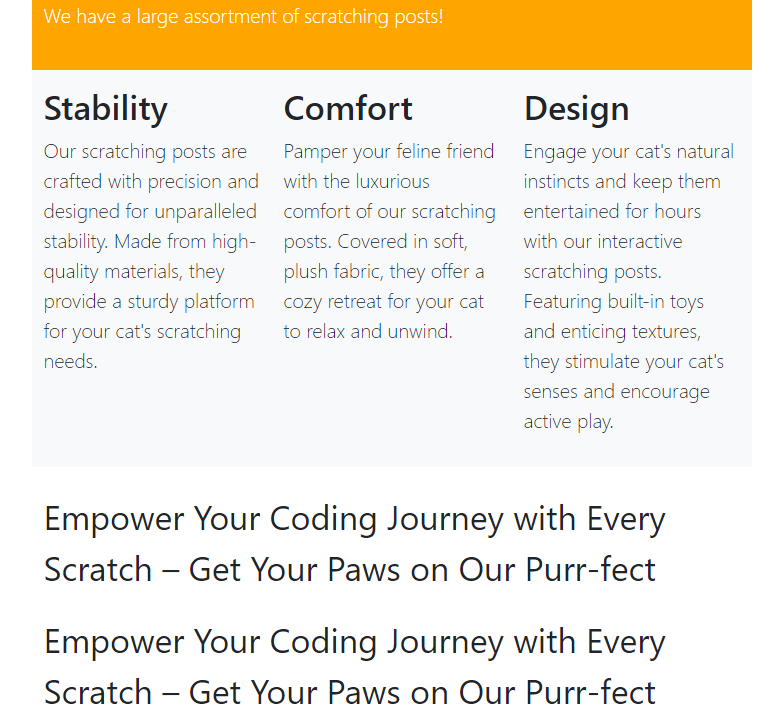 We have a large assortment of scratching posts!
Stability
Our scratching posts are
crafted with precision and
designed for unparalleled
stability. Made from high-
quality materials, they
provide a sturdy platform
for your cat's scratching
needs.
Comfort
Pamper your feline friend
with the luxurious
comfort of our scratching
posts. Covered in soft,
plush fabric, they offer a
cozy retreat for your cat
to relax and unwind.
Design
Engage your cat's natural
instincts and keep them
entertained for hours
with our interactive
scratching posts.
Featuring built-in toys
and enticing textures,
they stimulate your cat's
senses and encourage
active play.
Empower Your Coding Journey with Every
Scratch – Get Your Paws on Our Purr-fect
Empower Your Coding Journey with Every
Scratch – Get Your Paws on Our Purr-fect